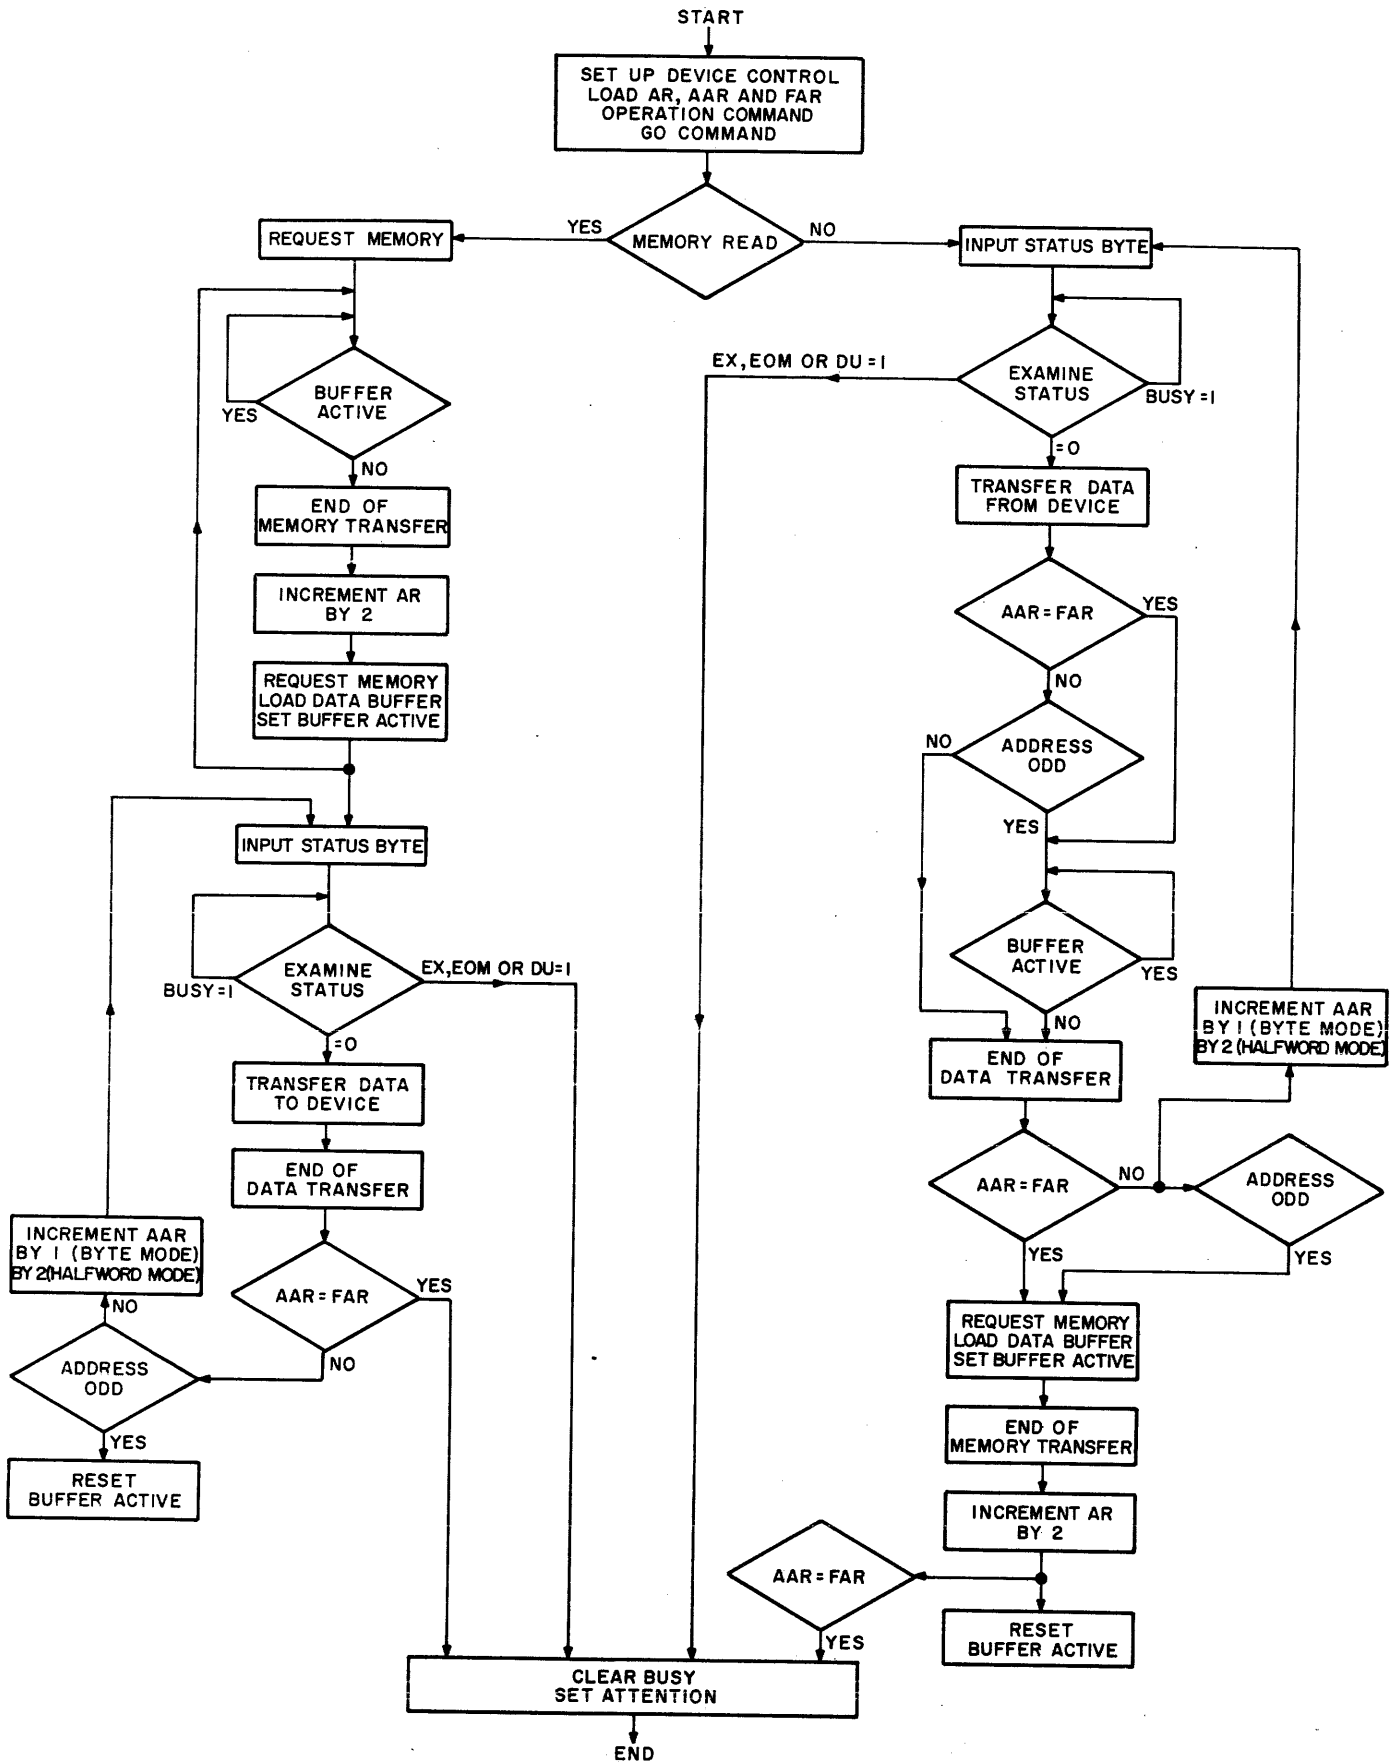 START
SET UP DEVICE CONTROL
LOAD AR, AAR AND FAR
OPERATION COMMAND
GO COMMAND
MEMORY READ
YES
NO
REQUEST MEMORY
BUFFER
ACTIVE
YES
NO
END OF
MEMORY TRANSFER
INCREMENT AR
BY 2
REQUEST MEMORY
LOAD DATA BUFFER
SET BUFFER ACTIVE
INPUT STATUS BYTE
EXAMINE
STATUS
BUSY=1
EX,EOM OR DU=1
=0
TRANSFER DATA
TO DEVICE
END OF
DATA TRANSFER
AAR=FAR
YES
NO
ADDRESS
ODD
NO
INCREMENT AAR
BY 1 (BYTE MODE)
BY 2(HALFWORD MODE)
YES
RESET
BUFFER ACTIVE
INPUT STATUS BYTE
EXAMINE
STATUS
EX,EOM OR DU=1
BUSY=1
=0
TRANSFER DATA
FROM DEVICE
AAR=FAR
YES
NO
ADDRESS
ODD
NO
YES
BUFFER
ACTIVE
YES
NO
END OF
DATA TRANSFER
AAR=FAR
NO
YES
INCREMENT AAR
BY 1 (BYTE MODE)
BY 2 (HALFWORD MODE)
ADDRESS
ODD
YES
REQUEST MEMORY
LOAD DATA BUFFER
SET BUFFER ACTIVE
END OF
MEMORY TRANSFER
INCREMENT AR
BY 2
AAR=FAR
YES
RESET
BUFFER ACTIVE
CLEAR BUSY
SET ATTENTION
END